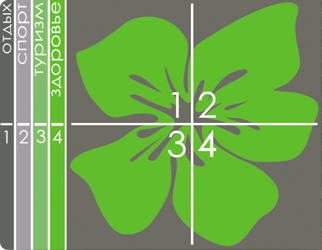 отдых
спорт
туризм
здоровье
1 2 3 4
1 2
3 4